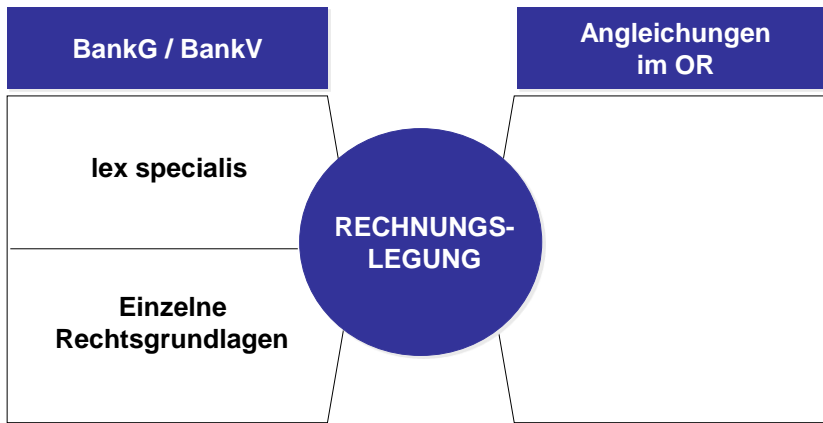 BankG / BankV
Angleichungen
im OR
lex specialis
RECHNUNGS-
LEGUNG
Einzelne
Rechtsgrundlagen